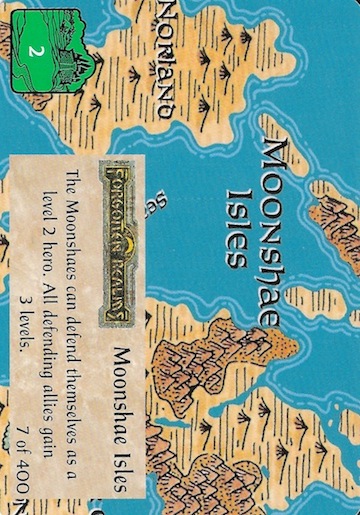 2
NORLAND
MOONSHAE
ISLES
FORGOTTEN REALMS
Moonshae Isles
The Moonshaes can defend themselves as a
level 2 hero. All defending allies gain
3 levels.
7 of 400